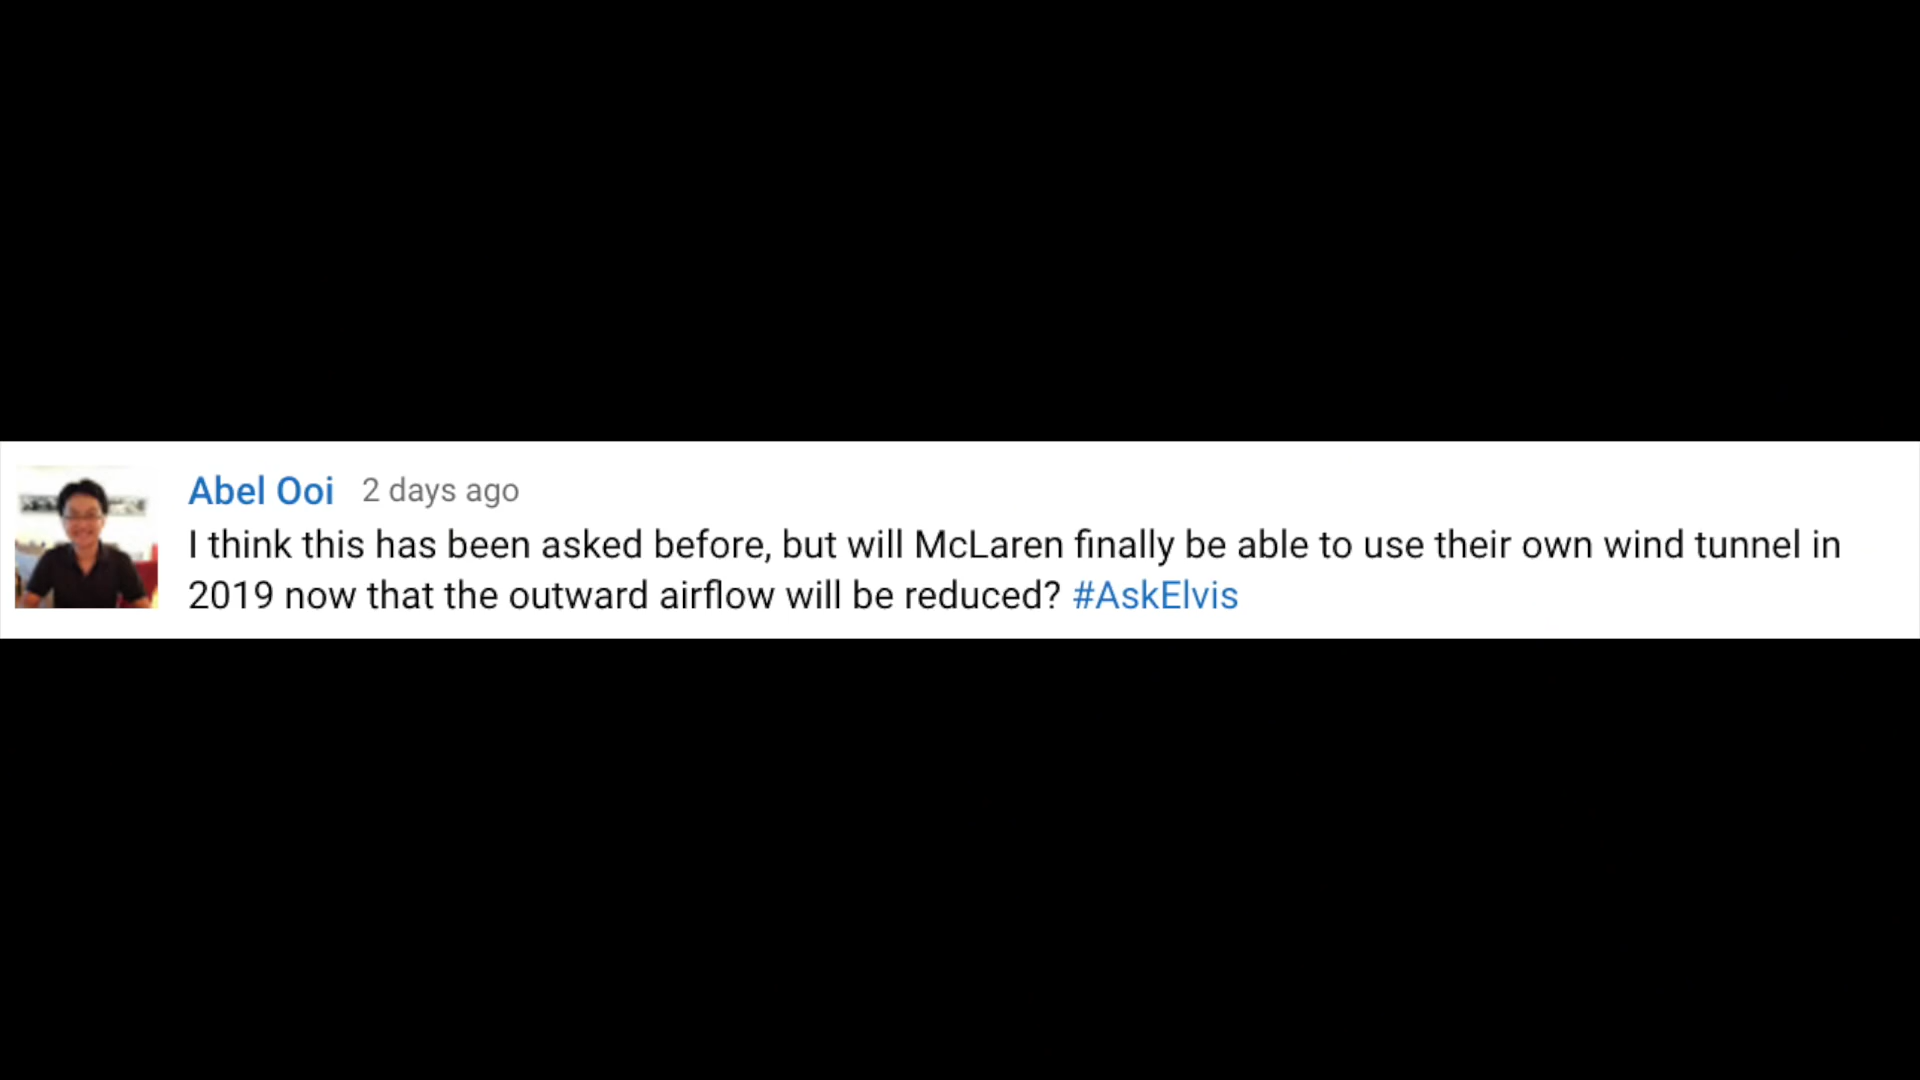 Abel Ooi 2 days ago
I think this has been asked before, but will McLaren finally be able to use their own wind tunnel in
2019 now that the outward airflow will be reduced? #AskElvis